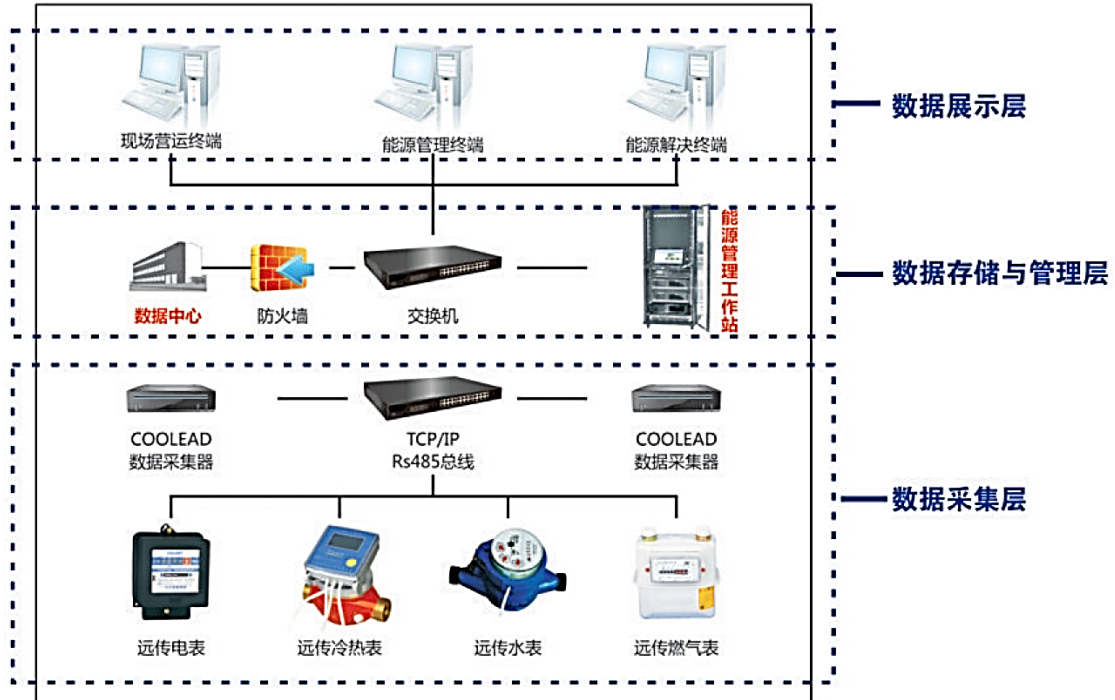 现场营运终端
能源管理终端
能源解决终端
数据展示层
能源管理工作站
数据中心
防火墙
交换机
数据存储与管理层
COOLEAD
数据采集器
TCP/IP
Rs485总线
COOLEAD
数据采集器
数据采集层
远传电表
远传冷热表
远传水表
远传燃气表